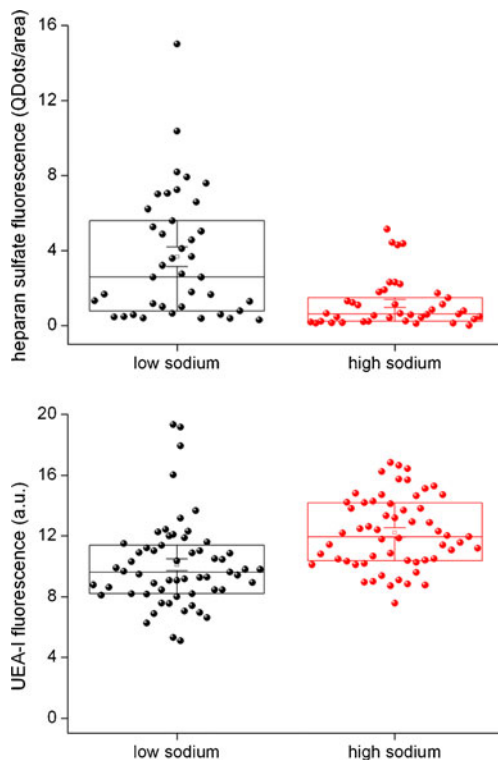 heparan sulfate fluorescence (QDots/area)
16
12
8
4
0
low sodium high sodium
UEA-I fluorescence (a.u.)
20
16
12
8
4
0
low sodium high sodium